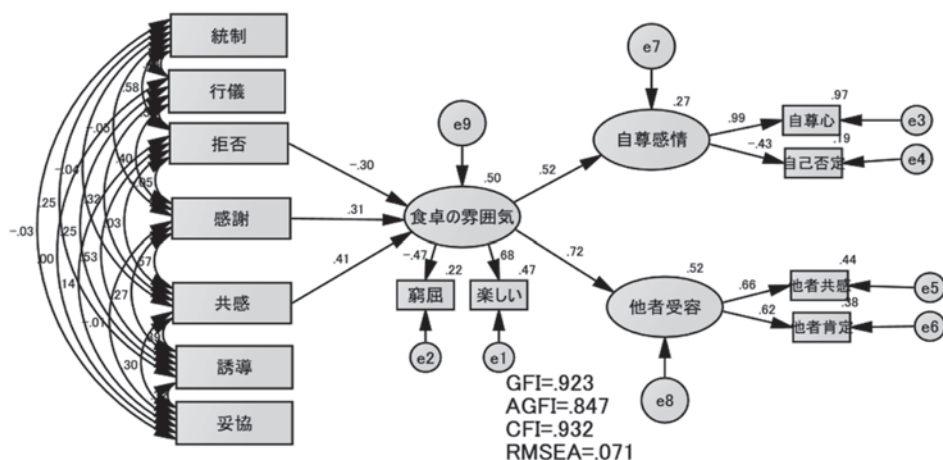 統制
行儀
拒否
感謝
共感
誘導
妥協
.58
-.05
.40
-.04
.05
.32
.03
.25
-.03
.25
.53
.57
.00
.14
.27
-.01
.30
-.30
.31
.41
e9
.50
食卓の雰囲気
-.47
.22
.68
.47
窮屈
楽しい
e2
e1
.52
.72
e7
.27
自尊感情
.99
-.43
.97
自尊心
e3
.19
自己否定
e4
.52
他者受容
.66
.62
.44
他者共感
e5
.38
他者肯定
e6
e8
GFI=.923
AGFI=.847
CFI=.932
RMSEA=.071